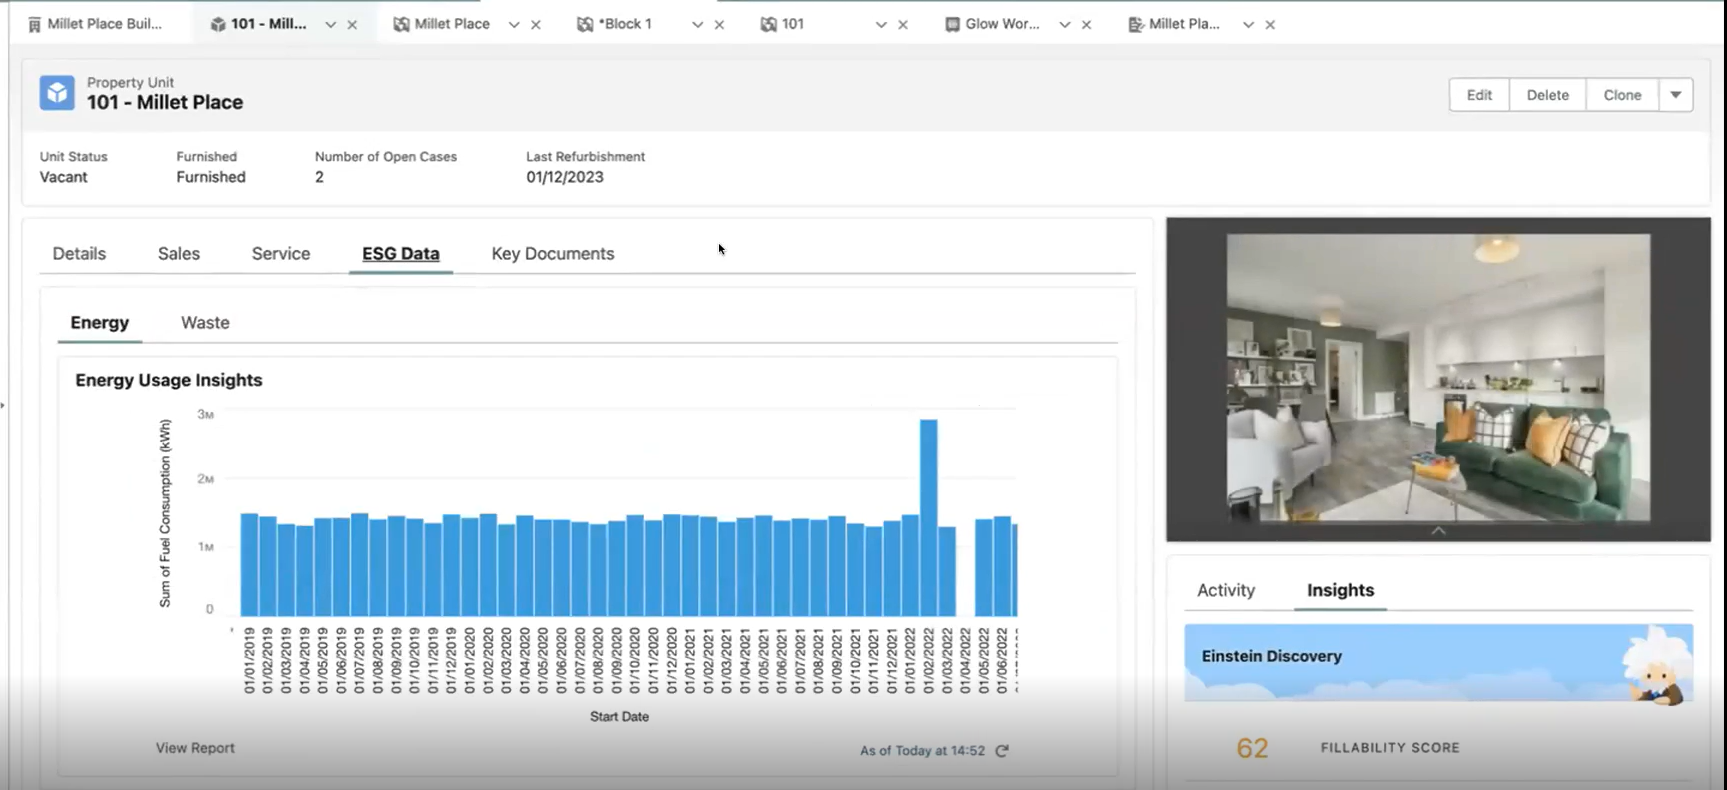 Millet Place Buil...
101 - Mill...
Millet Place
*Block 1
101
Glow Wor...
Millet Pla...
Property Unit
101 - Millet Place
Edit
Delete
Clone
Unit Status
Furnished
Number of Open Cases
Last Refurbishment
Vacant
Furnished
2
01/12/2023
Details
Sales
Service
ESG Data
Key Documents
Energy
Waste
Energy Usage Insights
Sum of Fuel Consumption (kWh)
3M
2M
1M
0
01/01/2019
01/02/2019
01/03/2019
01/04/2019
01/05/2019
01/06/2019
01/07/2019
01/08/2019
01/09/2019
01/10/2019
01/11/2019
01/12/2019
01/01/2020
01/02/2020
01/03/2020
01/04/2020
01/05/2020
01/06/2020
01/07/2020
01/08/2020
01/09/2020
01/10/2020
01/11/2020
01/12/2020
01/01/2021
01/02/2021
01/03/2021
01/04/2021
01/05/2021
01/06/2021
01/07/2021
01/08/2021
01/09/2021
01/10/2021
01/11/2021
01/12/2021
01/01/2022
01/02/2022
01/03/2022
01/04/2022
01/05/2022
01/06/2022
Start Date
View Report
As of Today at 14:52
Activity
Insights
Einstein Discovery
62
FILLABILITY SCORE